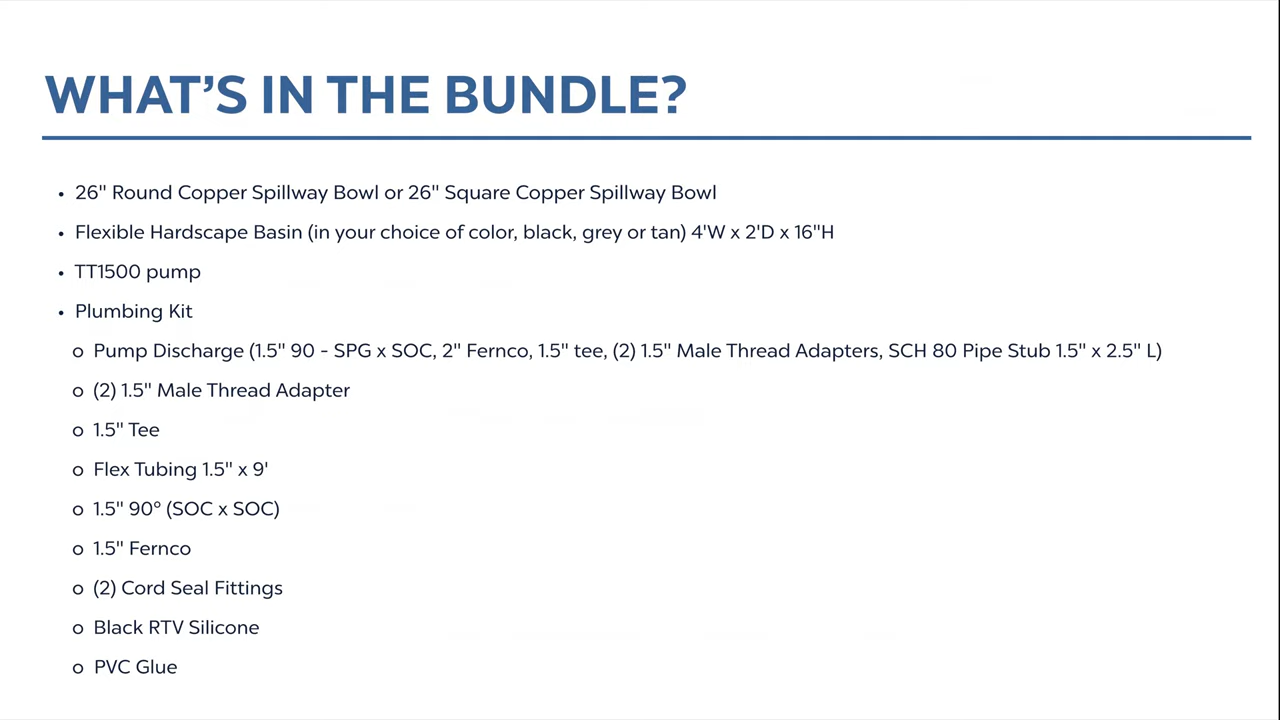 WHAT’S IN THE BUNDLE?
• 26" Round Copper Spillway Bowl or 26" Square Copper Spillway Bowl
• Flexible Hardscape Basin (in your choice of color, black, grey or tan) 4'W x 2'D x 16"H
• TT1500 pump
• Plumbing Kit
o Pump Discharge (1.5" 90 - SPG x SOC, 2" Fernco, 1.5" tee, (2) 1.5" Male Thread Adapters, SCH 80 Pipe Stub 1.5" x 2.5" L)
o (2) 1.5" Male Thread Adapter
o 1.5" Tee
o Flex Tubing 1.5" x 9'
o 1.5" 90° (SOC x SOC)
o 1.5" Fernco
o (2) Cord Seal Fittings
o Black RTV Silicone
o PVC Glue